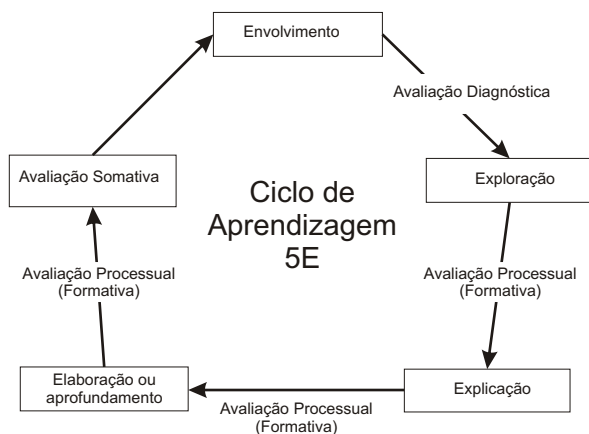 Envolvimento
Avaliação Diagnóstica
Avaliação Somativa
Exploração
Ciclo de
Aprendizagem
5E
Avaliação Processual
(Formativa)
Avaliação Processual
(Formativa)
Elaboração ou
aprofundamento
Explicação
Avaliação Processual
(Formativa)